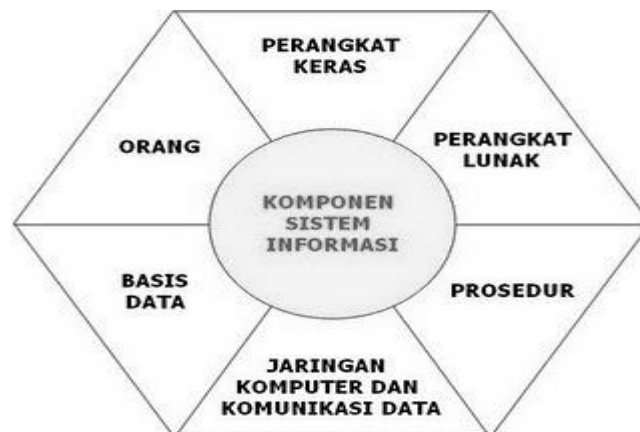 PERANGKAT
KERAS
ORANG
PERANGKAT
LUNAK
KOMPONEN
SISTEM
INFORMASI
BASIS
DATA
PROSEDUR
JARINGAN
KOMPUTER DAN
KOMUNIKASI DATA